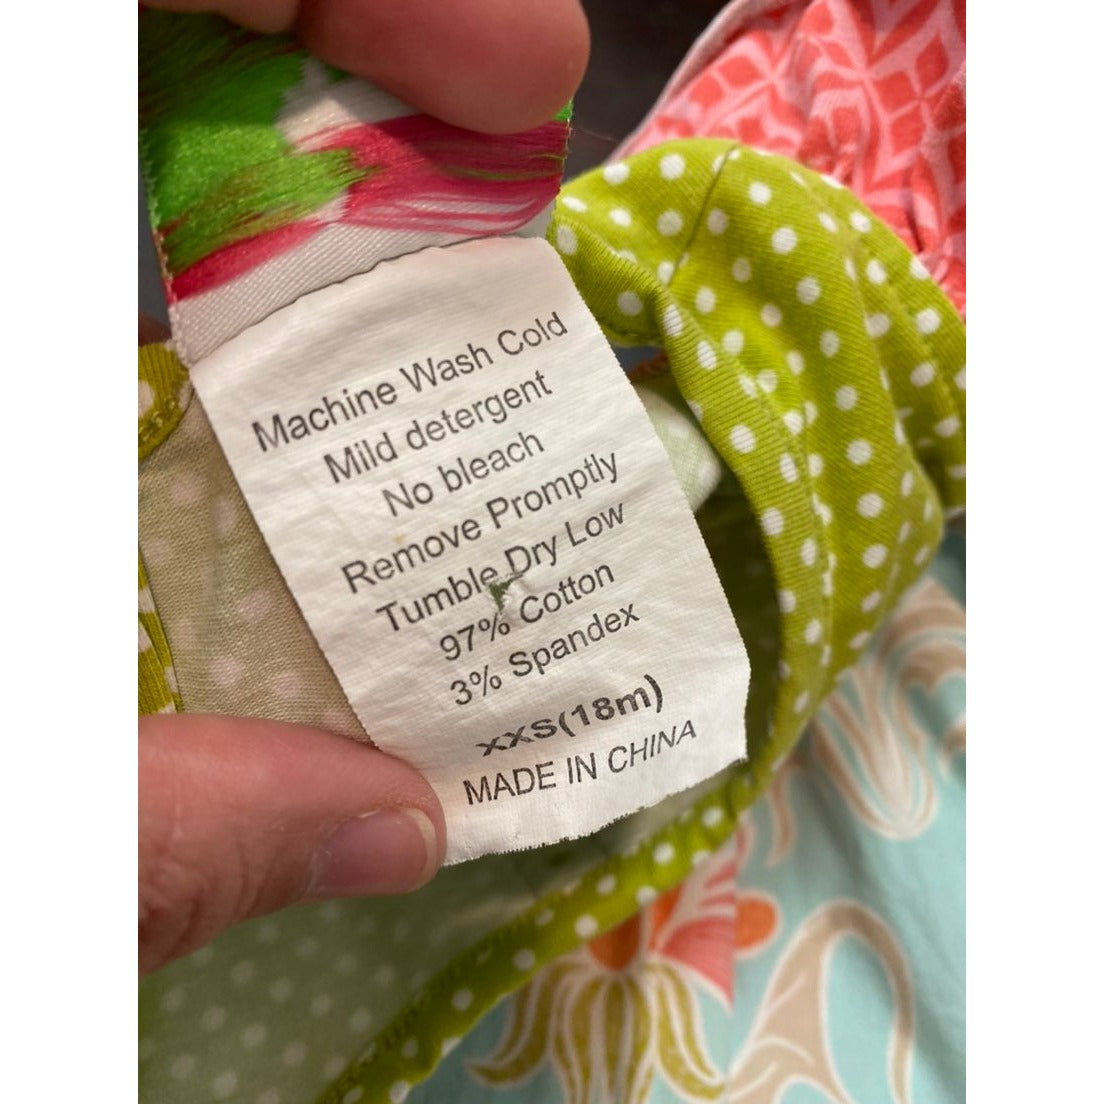 Machine Wash Cold
Mild detergent
No bleach
Remove Promptly
Tumble Dry Low
97% Cotton
3% Spandex
xxs(18m)
MADE IN CHINA